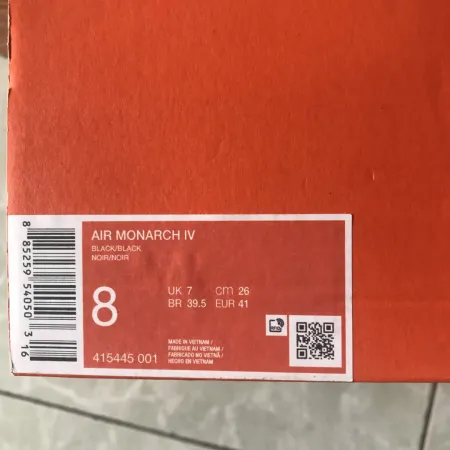 AIR MONARCH IV
BLACK/BLACK
NOIR/NOIR
8
UK 7 cm 26
BR 39.5 EUR 41
415445 001
MADE IN VIETNAM /
FABRIQUE AU VIETNAM /
FABRICADO NO VIETNÃ /
HECHO EN VIETNAM
8 85259 54050 3 16